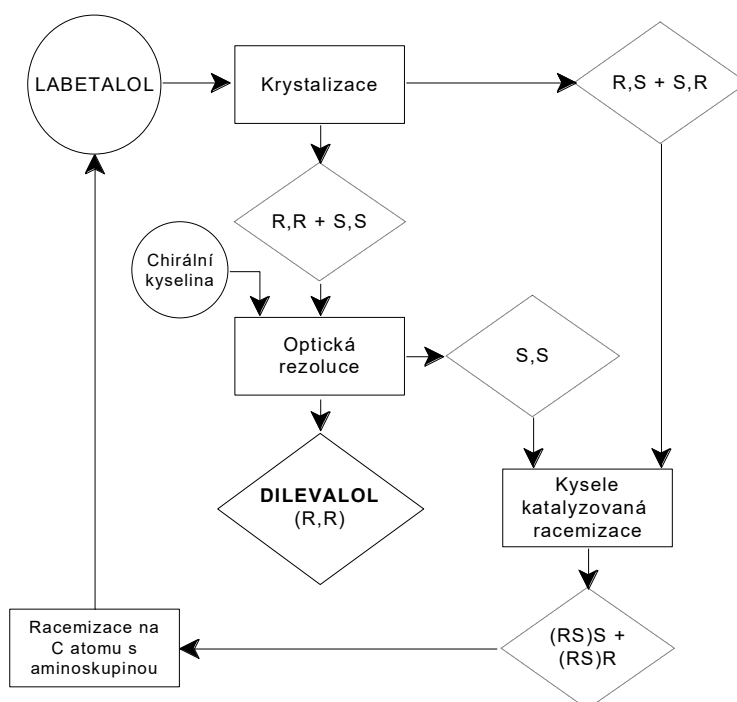 LABETALOL
Krystalizace
R,S + S,R
R,R + S,S
Chirální
kyselina
Optická
rezoluce
S,S
DILEVALOL
(R,R)
Kysele
katalyzovaná
racemizace
Racemizace na
C atomu s
aminoskupinou
(RS)S +
(RS)R